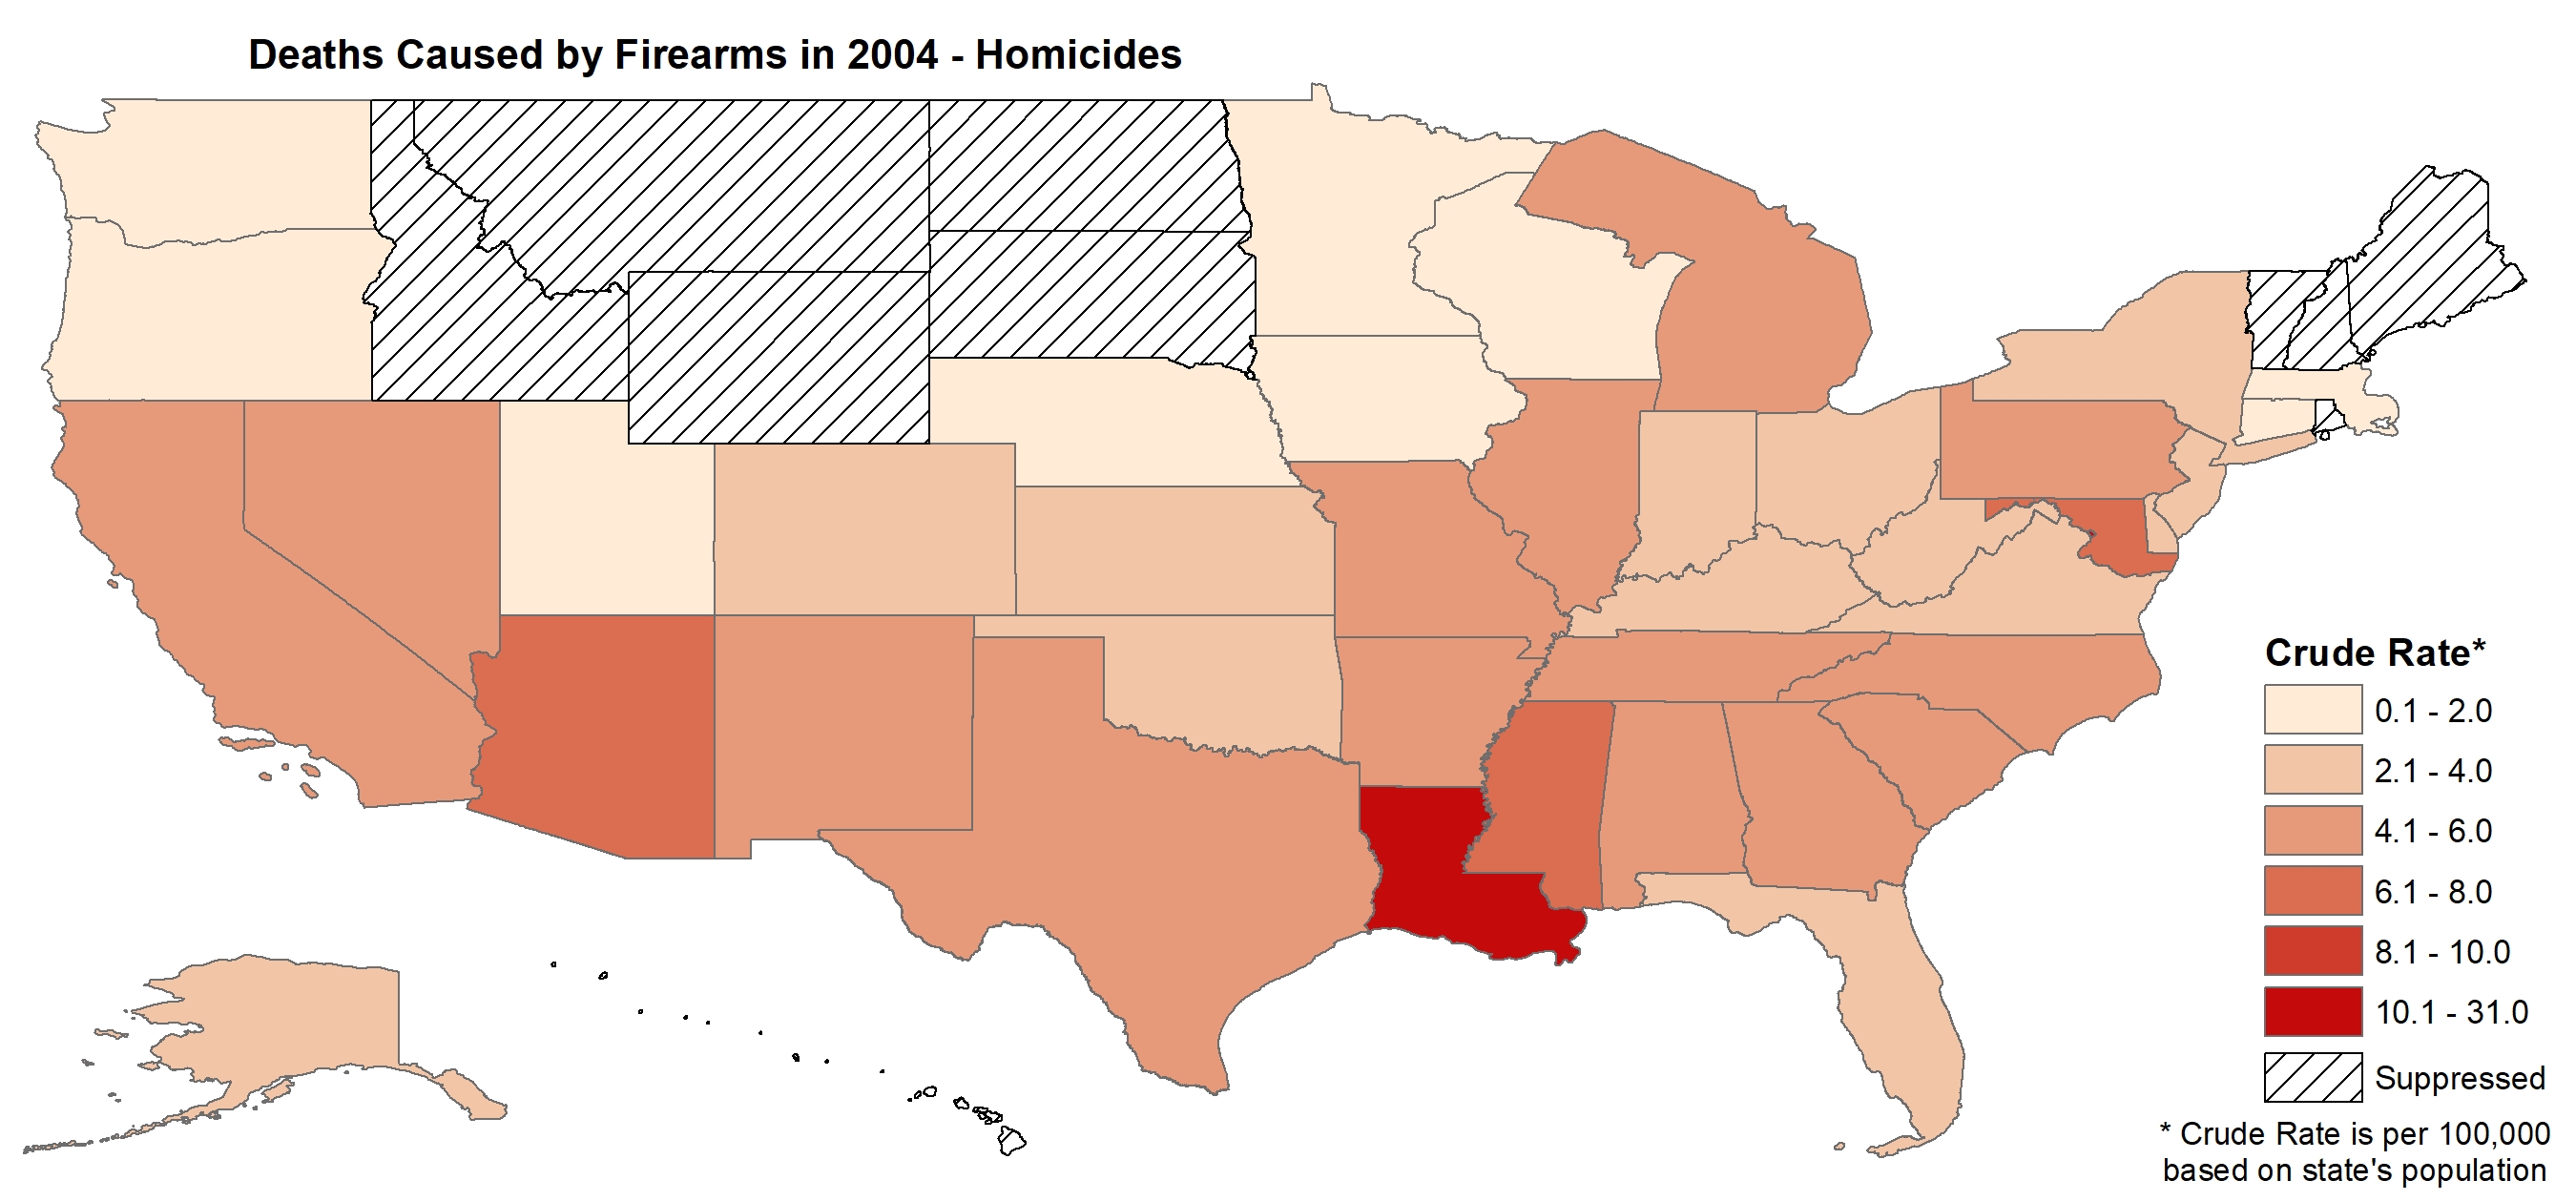 Deaths Caused by Firearms in 2004 - Homicides
Crude Rate*
0.1 - 2.0
2.1 - 4.0
4.1 - 6.0
6.1 - 8.0
8.1 - 10.0
10.1 - 31.0
Suppressed
* Crude Rate is per 100,000
based on state's population